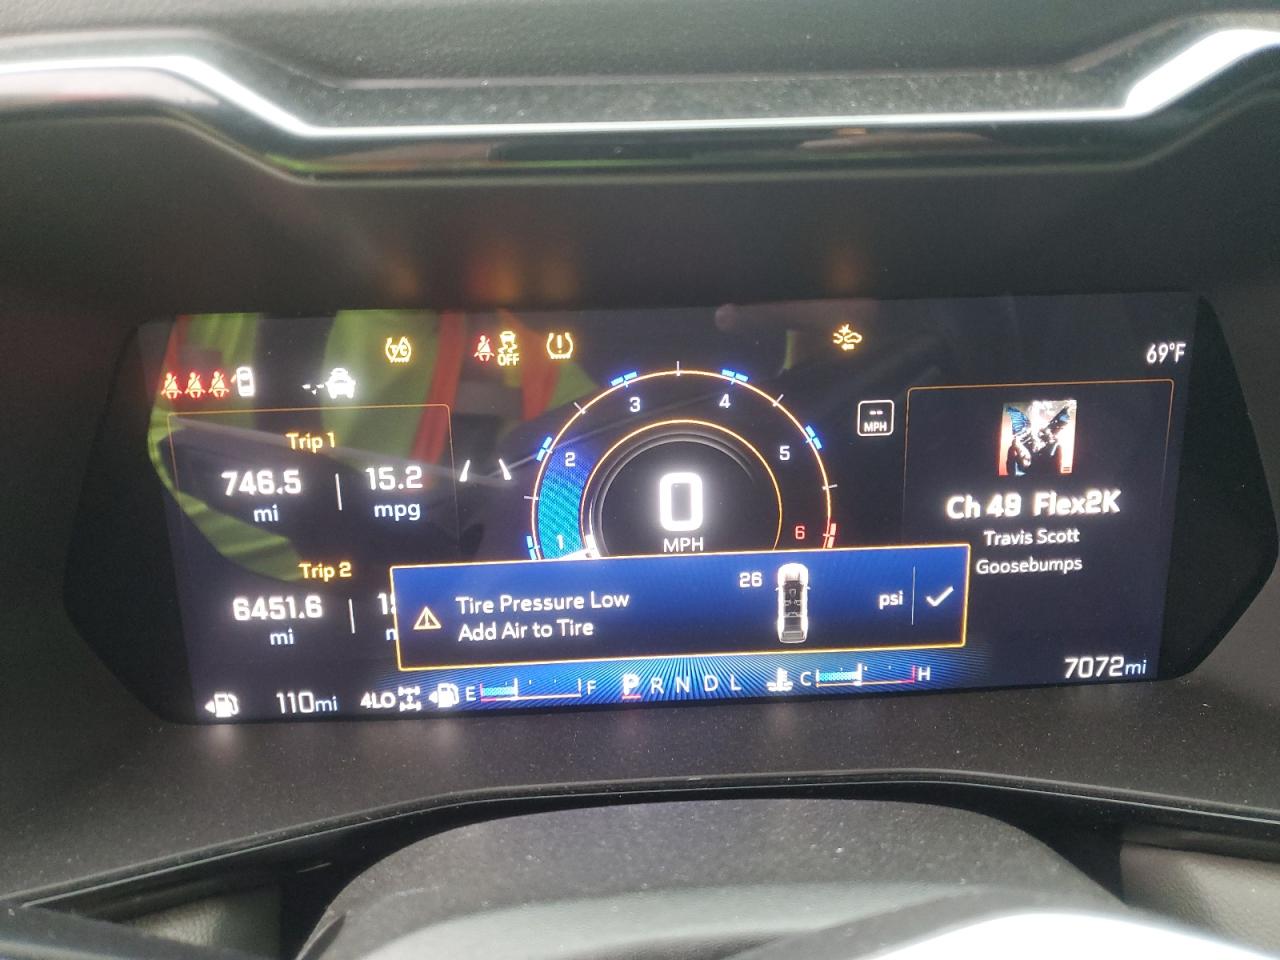 T/C
OFF
69°F
Trip 1
746.5
mi
15.2
mpg
Trip 2
6451.6
mi
1
2
3
4
5
6
0
MPH
--
MPH
Ch 49 Flex2K
Travis Scott
Goosebumps
Tire Pressure Low
Add Air to Tire
26
psi
110mi
4LO
E
F
P R N D L
C
H
7072mi